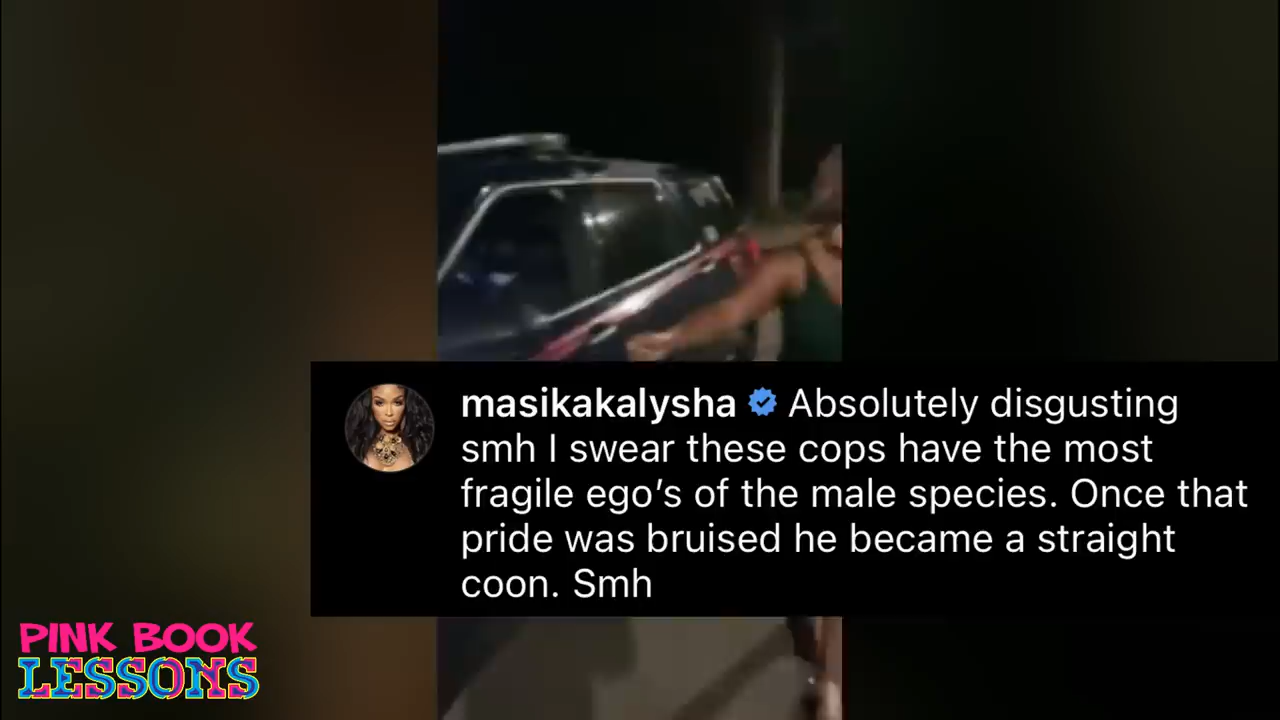 masikakalysha Absolutely disgusting
smh I swear these cops have the most
fragile ego’s of the male species. Once that
pride was bruised he became a straight
coon. Smh
PINK BOOK
LESSONS